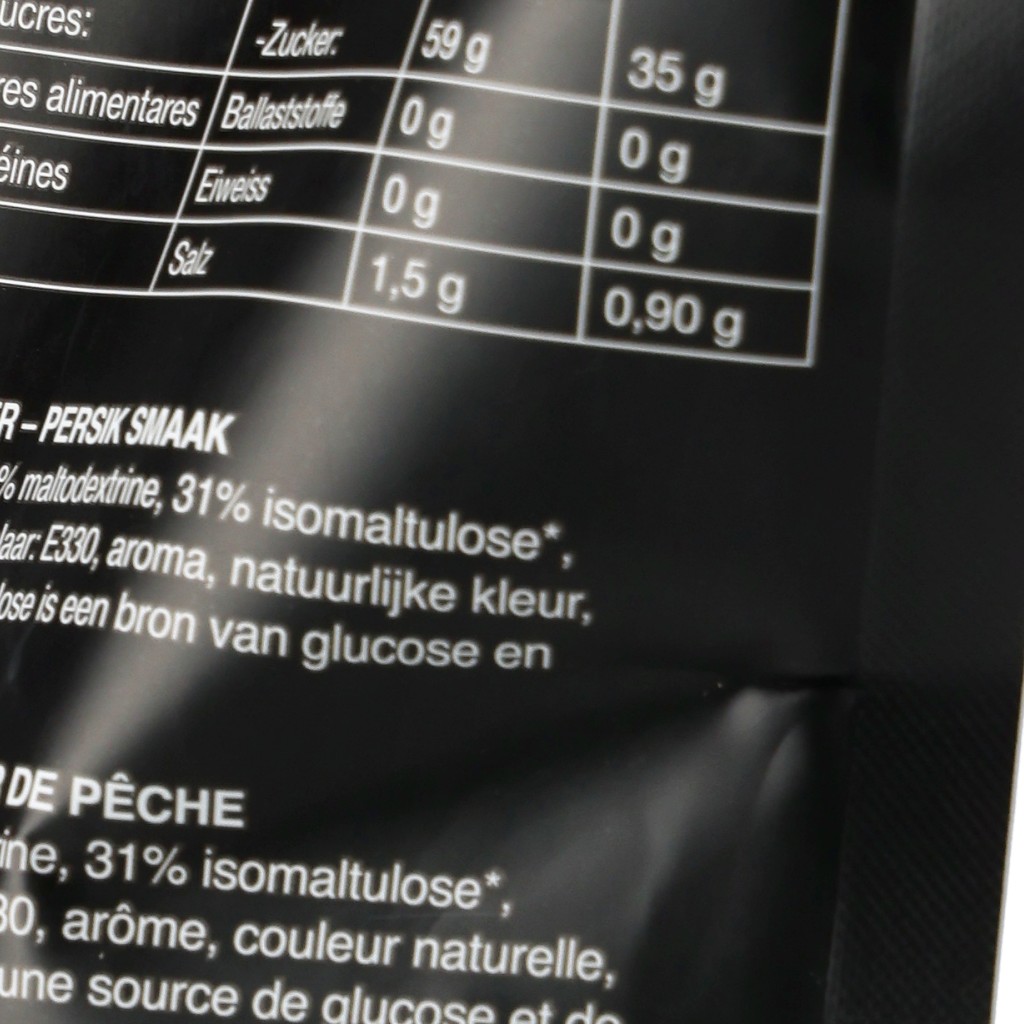 ucres: -Zucker: 59 g 35 g
res alimentares Ballaststoffe 0 g 0 g
éines Eiweiss 0 g 0 g
Salz 1,5 g 0,90 g
R – PERSIK SMAAK
% maltodextrine, 31% isomaltulose*,
laar: E330, aroma, natuurlijke kleur,
lose is een bron van glucose en
DE PÊCHE
rine, 31% isomaltulose*,
30, arôme, couleur naturelle,
une source de glucose et de